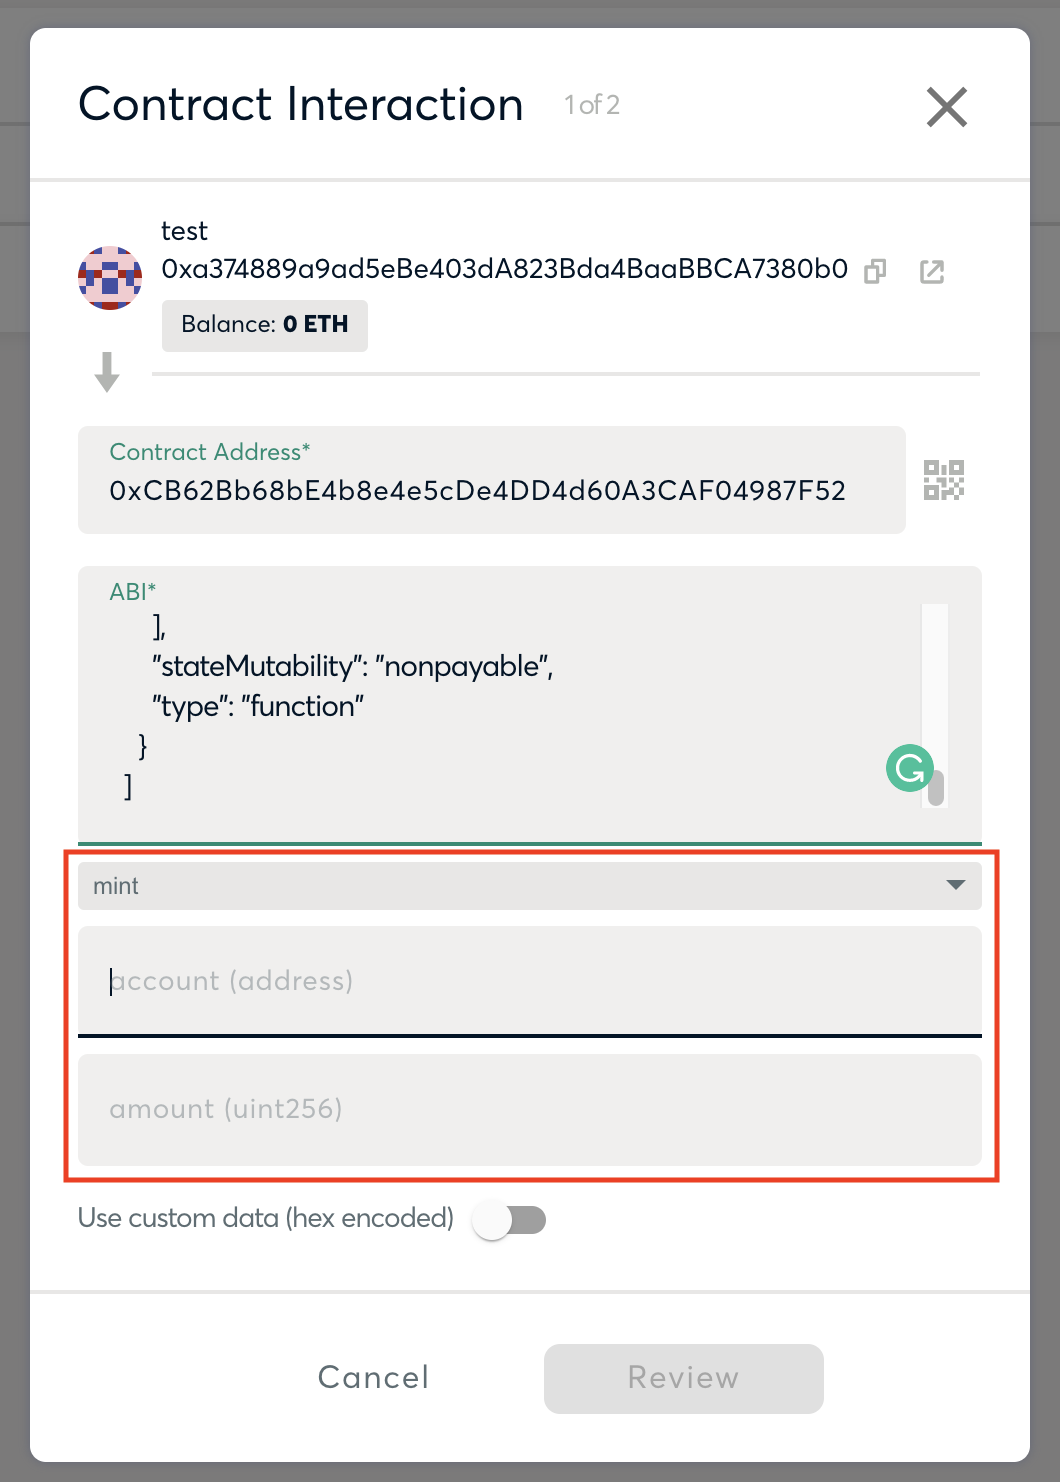 Contract Interaction 1 of 2
test
0xa374889a9ad5eBe403dA823Bda4BaaBBCA7380b0
Balance: 0 ETH
Contract Address*
0xCB62Bb68bE4b8e4e5cDe4DD4d60A3CAF04987F52
ABI*
],
"stateMutability": "nonpayable",
"type": "function"
}
]
mint
account (address)
amount (uint256)
Use custom data (hex encoded)
Cancel Review